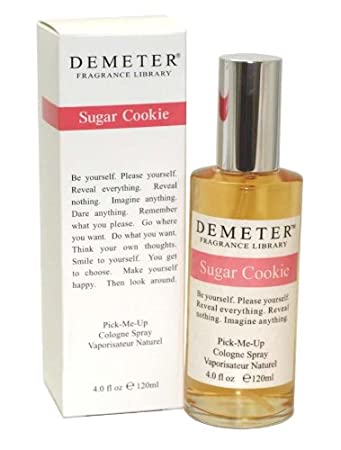 DEMETER™
FRAGRANCE LIBRARY
Sugar Cookie
Be yourself. Please yourself.
Reveal everything. Reveal
nothing. Imagine anything.
Dare anything. Remember
what you please. Go where
you want. Do what you want.
Think your own thoughts.
Smile to yourself. You get
to choose. Make yourself
happy. Then look around.
Pick-Me-Up
Cologne Spray
Vaporisateur Naturel
4.0 fl oz ℮ 120ml
DEMETER™
FRAGRANCE LIBRARY
Sugar Cookie
Be yourself. Please yourself.
Reveal everything. Reveal
nothing. Imagine anything.
Pick-Me-Up
Cologne Spray
Vaporisateur Naturel
4.0 fl oz ℮ 120ml